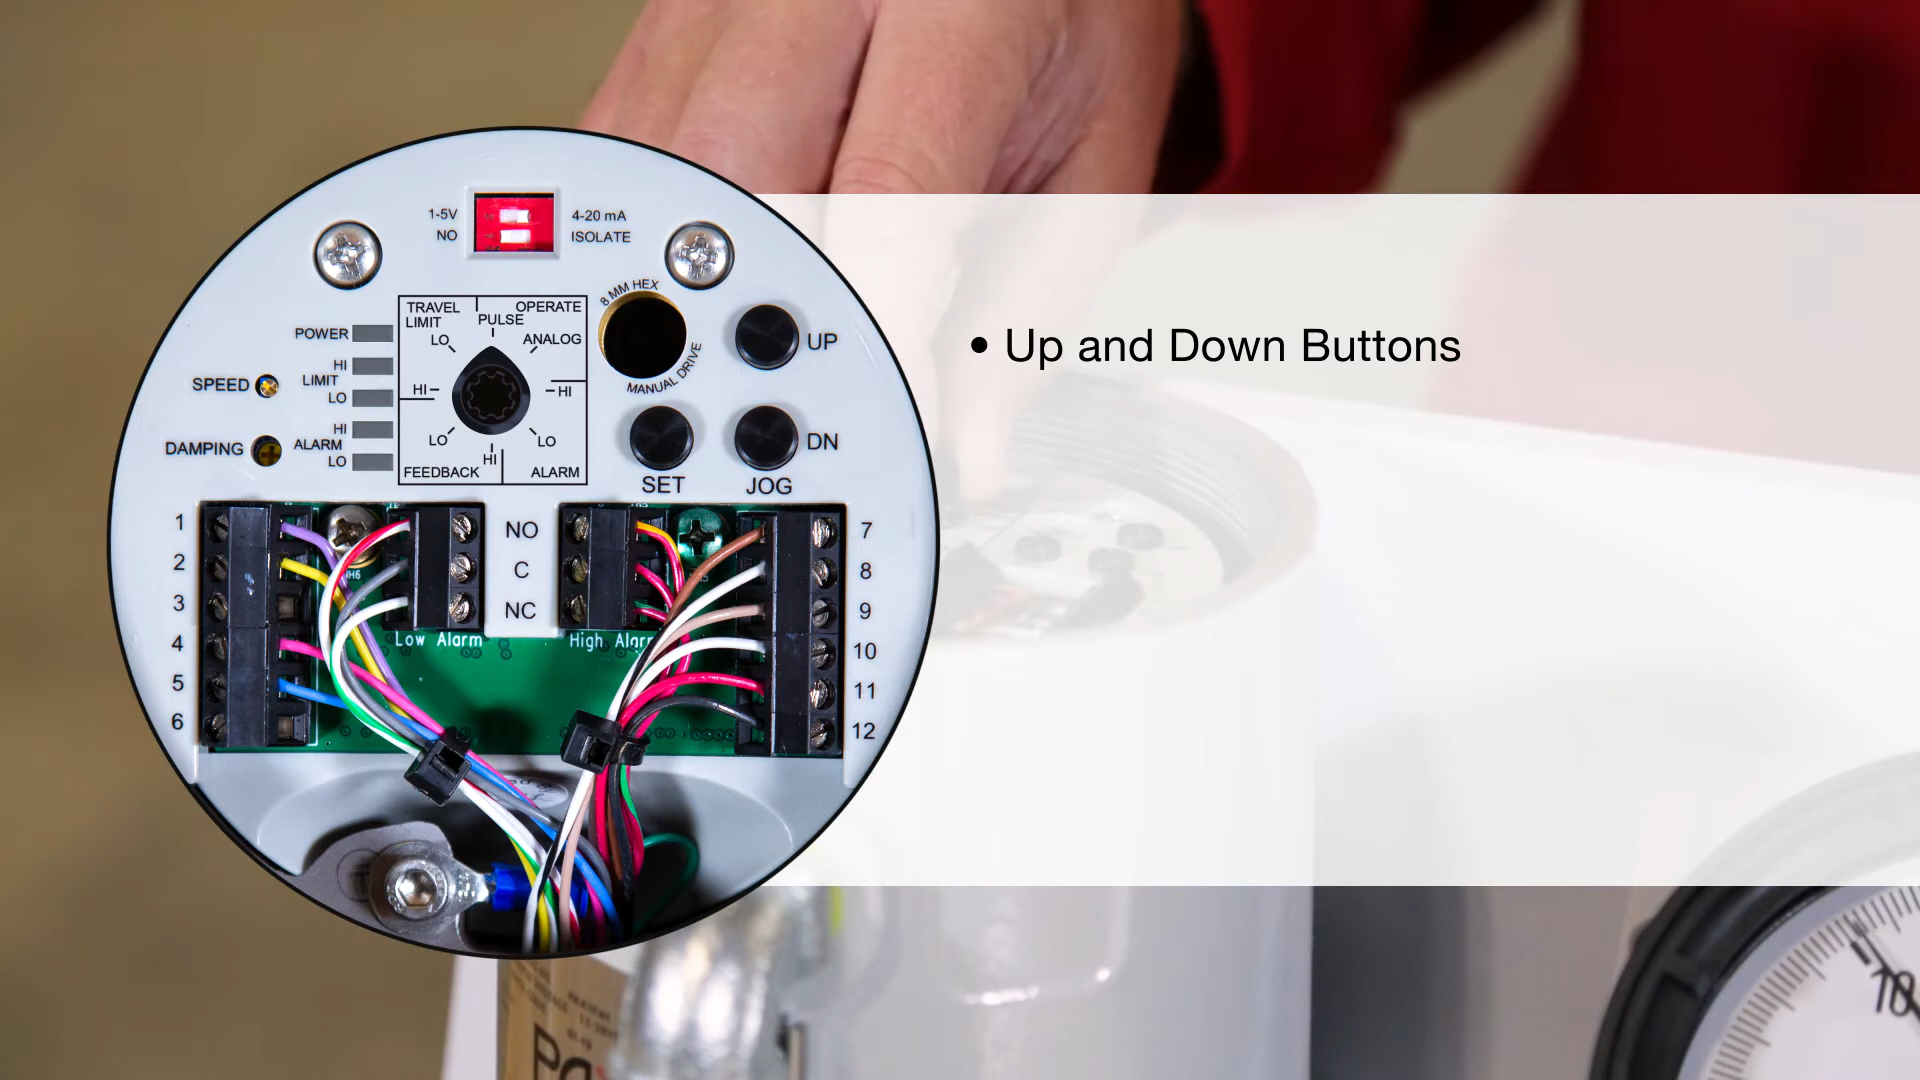 1-5V
4-20 mA
NO
ISOLATE
8 MM HEX
MANUAL DRIVE
TRAVEL
LIMIT
OPERATE
PULSE
LO
ANALOG
HI
HI
LO
LO
HI
FEEDBACK
ALARM
POWER
HI
LIMIT
LO
HI
ALARM
LO
SPEED
DAMPING
UP
DN
SET
JOG
• Up and Down Buttons
1
2
3
4
5
6
NO
C
NC
Low Alarm
High Alar
7
8
9
10
11
12
10